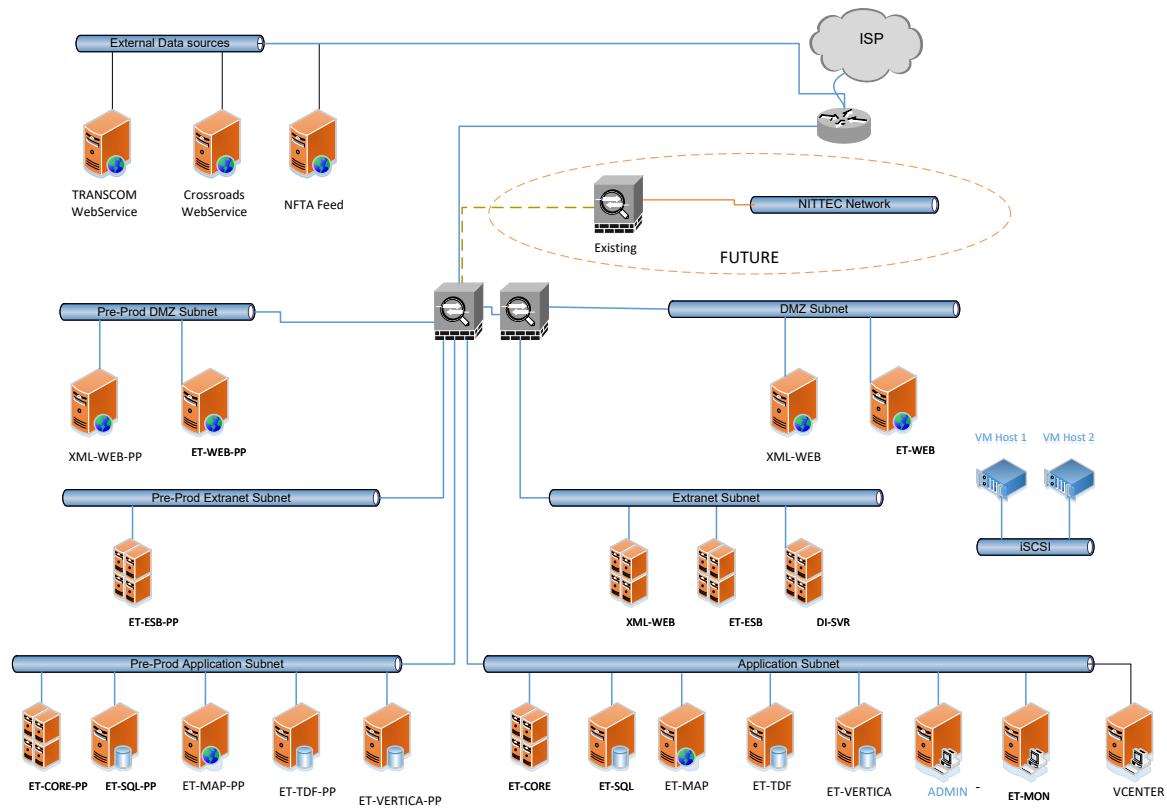 External Data sources
ISP
TRANSCOM
WebService
Crossroads
WebService
NFTA Feed
NITTEC Network
Existing
FUTURE
Pre-Prod DMZ Subnet
DMZ Subnet
XML-WEB-PP
ET-WEB-PP
XML-WEB
ET-WEB
VM Host 1
VM Host 2
Pre-Prod Extranet Subnet
Extranet Subnet
iSCSI
ET-ESB-PP
XML-WEB
ET-ESB
DI-SVR
Pre-Prod Application Subnet
Application Subnet
ET-CORE-PP
ET-SQL-PP
ET-MAP-PP
ET-TDF-PP
ET-VERTICA-PP
ET-CORE
ET-SQL
ET-MAP
ET-TDF
ET-VERTICA
ADMIN
-
ET-MON
VCENTER